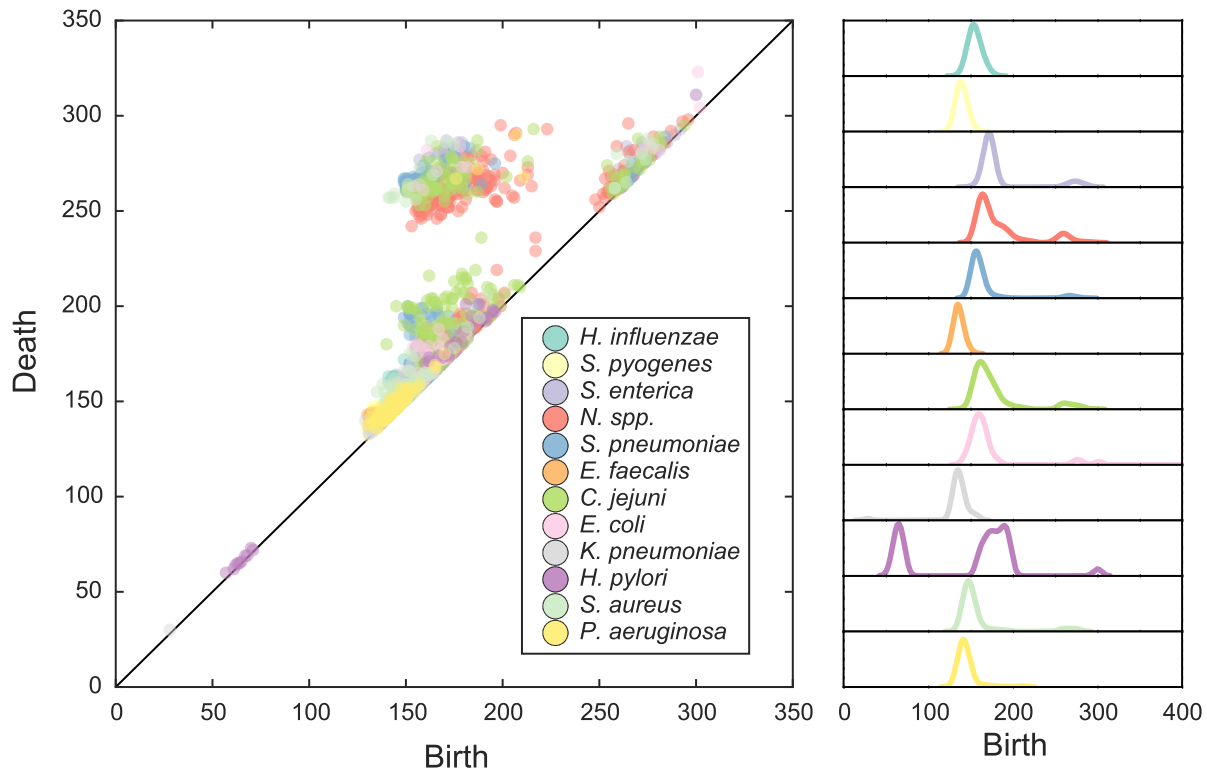 350
300
250
200
150
100
50
0
Death
0 50 100 150 200 250 300 350
Birth
H. influenzae
S. pyogenes
S. enterica
N. spp.
S. pneumoniae
E. faecalis
C. jejuni
E. coli
K. pneumoniae
H. pylori
S. aureus
P. aeruginosa
0 100 200 300 400
Birth